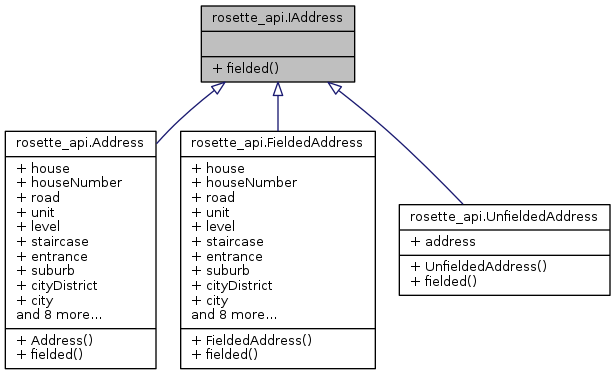 rosette_api.IAddress
+ fielded()
rosette_api.Address
+ house
+ houseNumber
+ road
+ unit
+ level
+ staircase
+ entrance
+ suburb
+ cityDistrict
+ city
and 8 more...
+ Address()
+ fielded()
rosette_api.FieldedAddress
+ house
+ houseNumber
+ road
+ unit
+ level
+ staircase
+ entrance
+ suburb
+ cityDistrict
+ city
and 8 more...
+ FieldedAddress()
+ fielded()
rosette_api.UnfieldedAddress
+ address
+ UnfieldedAddress()
+ fielded()